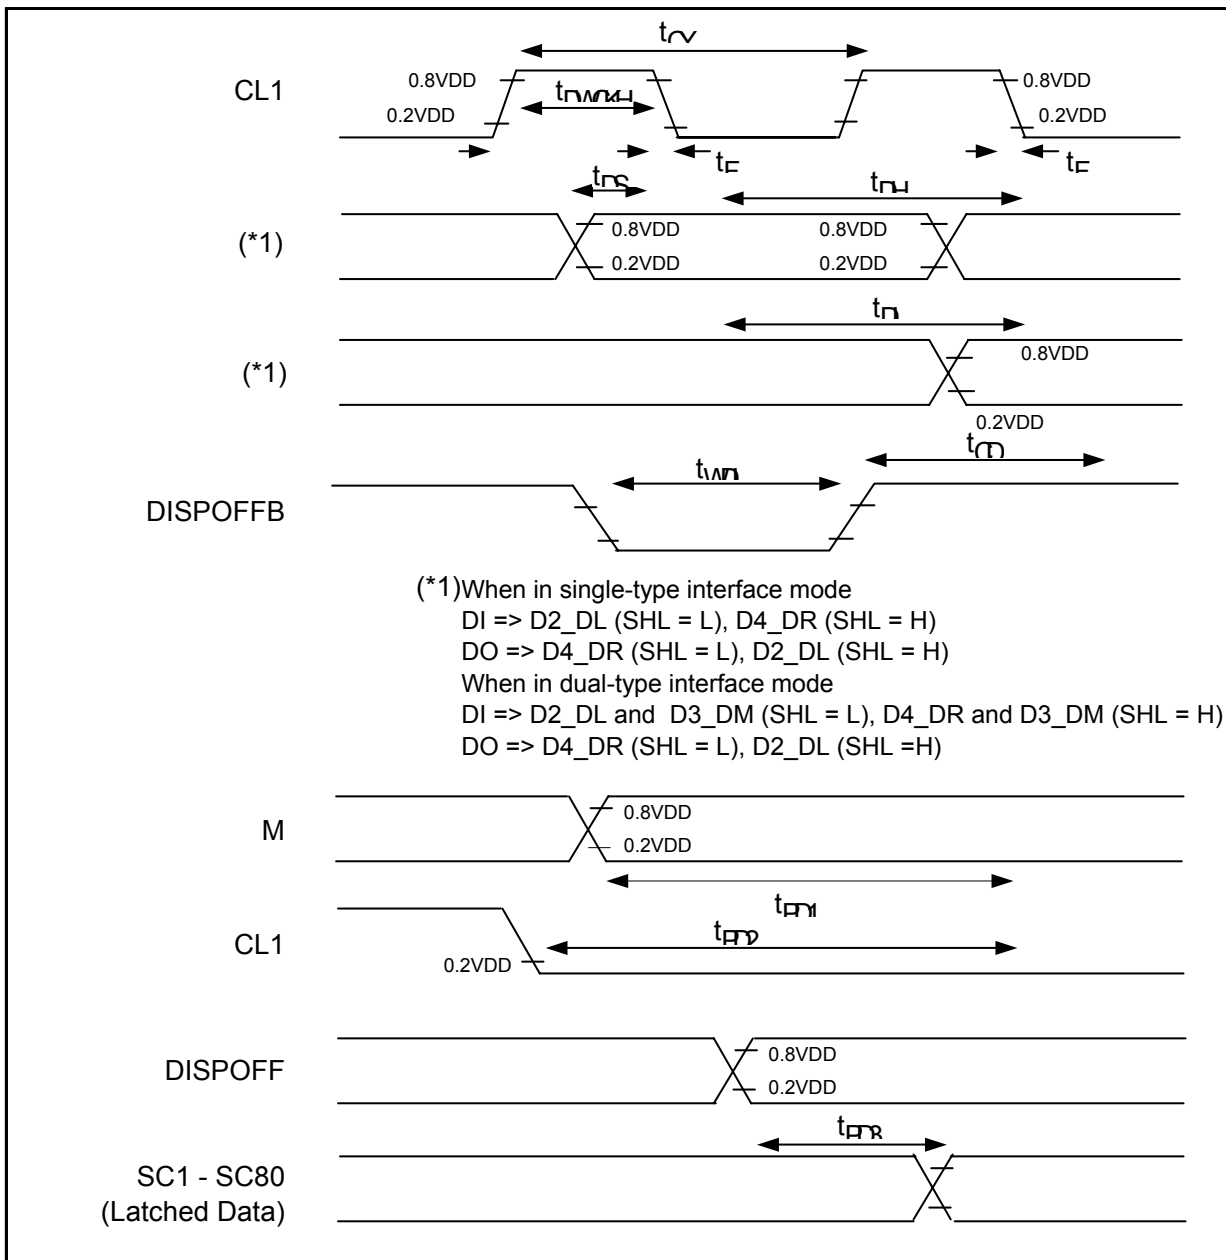 CL1
0.8VDD
0.8VDD
0.2VDD
0.2VDD
(*1)
0.8VDD
0.8VDD
0.2VDD
0.2VDD
(*1)
0.8VDD
0.2VDD
DISPOFFB
(*1)When in single-type interface mode
DI => D2_DL (SHL = L), D4_DR (SHL = H)
DO => D4_DR (SHL = L), D2_DL (SHL = H)
When in dual-type interface mode
DI => D2_DL and D3_DM (SHL = L), D4_DR and D3_DM (SHL = H)
DO => D4_DR (SHL = L), D2_DL (SHL =H)
M
0.8VDD
0.2VDD
CL1
0.2VDD
DISPOFF
0.8VDD
0.2VDD
SC1 - SC80
(Latched Data)